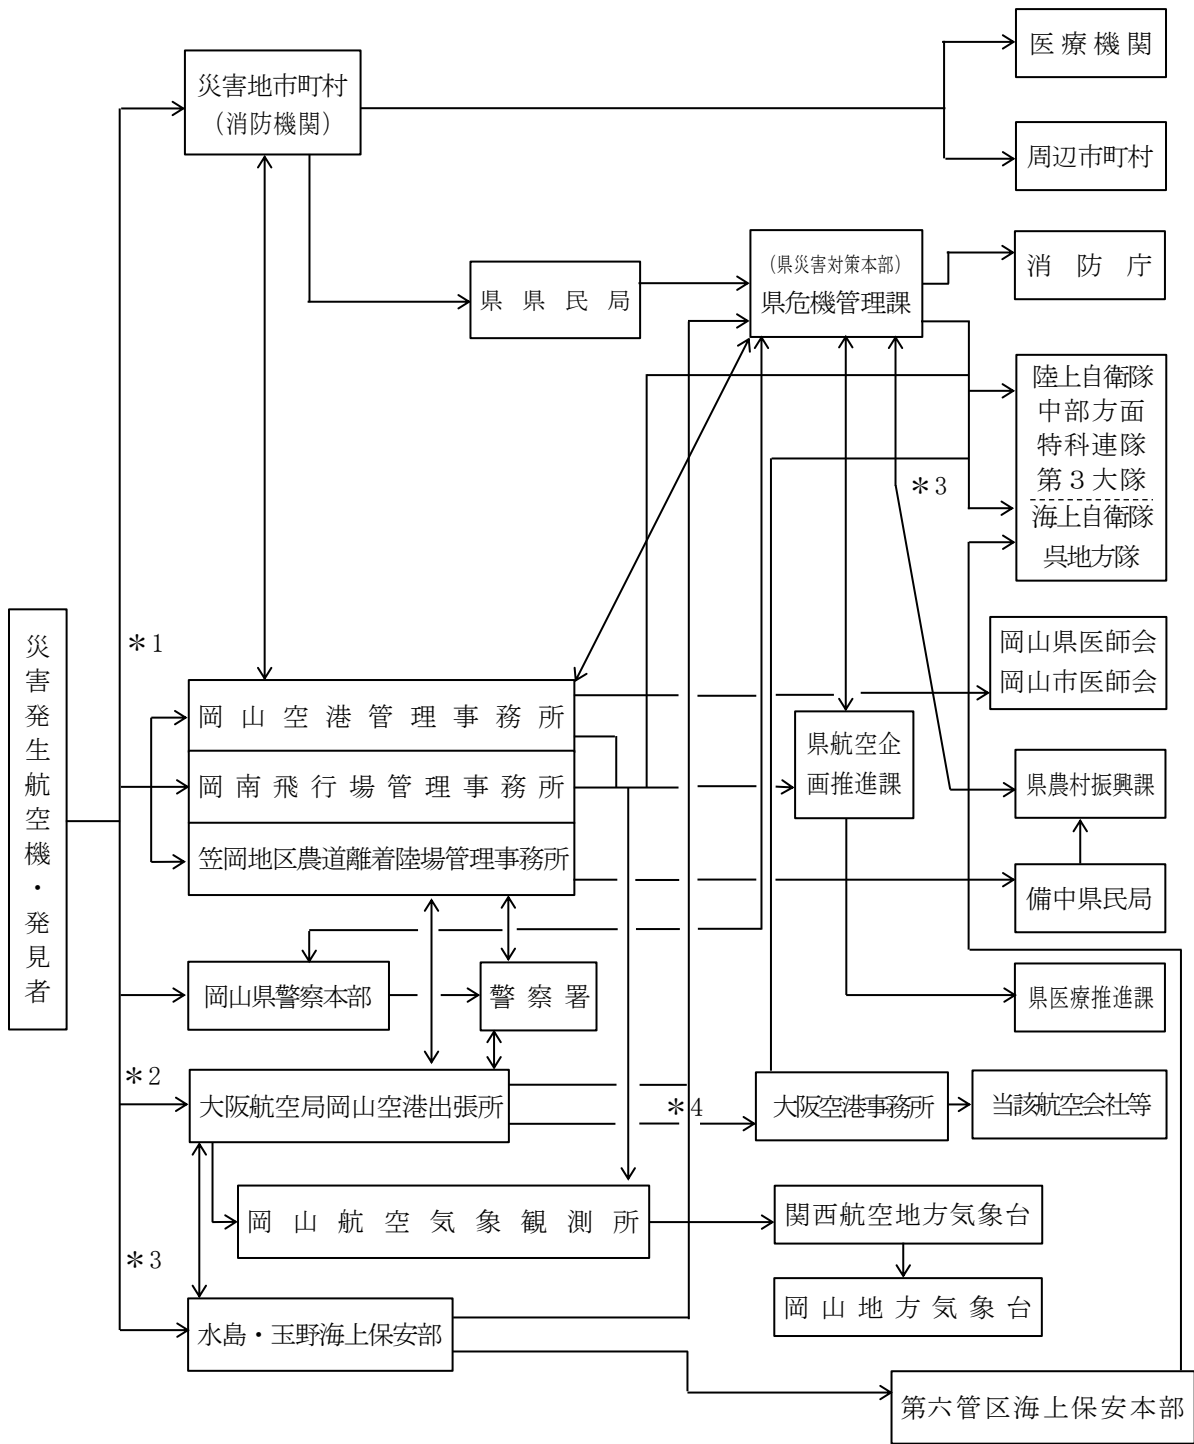 医療機関
災害地市町村
(消防機関)
周辺市町村
(県災害対策本部)
県危機管理課
消防庁
県県民局
陸上自衛隊
中部方面
特科連隊
第3大隊
海上自衛隊
呉地方隊
*3
*1
災害発生航空機・発見者
岡山県医師会
岡山市医師会
岡山空港管理事務所
県航空企
画推進課
岡南飛行場管理事務所
県農村振興課
笠岡地区農道離着陸場管理事務所
備中県民局
岡山県警察本部
警察署
県医療推進課
*2
大阪航空局岡山空港出張所
*4
大阪空港事務所
当該航空会社等
岡山航空気象観測所
関西航空地方気象台
*3
岡山地方気象台
水島・玉野海上保安部
第六管区海上保安本部